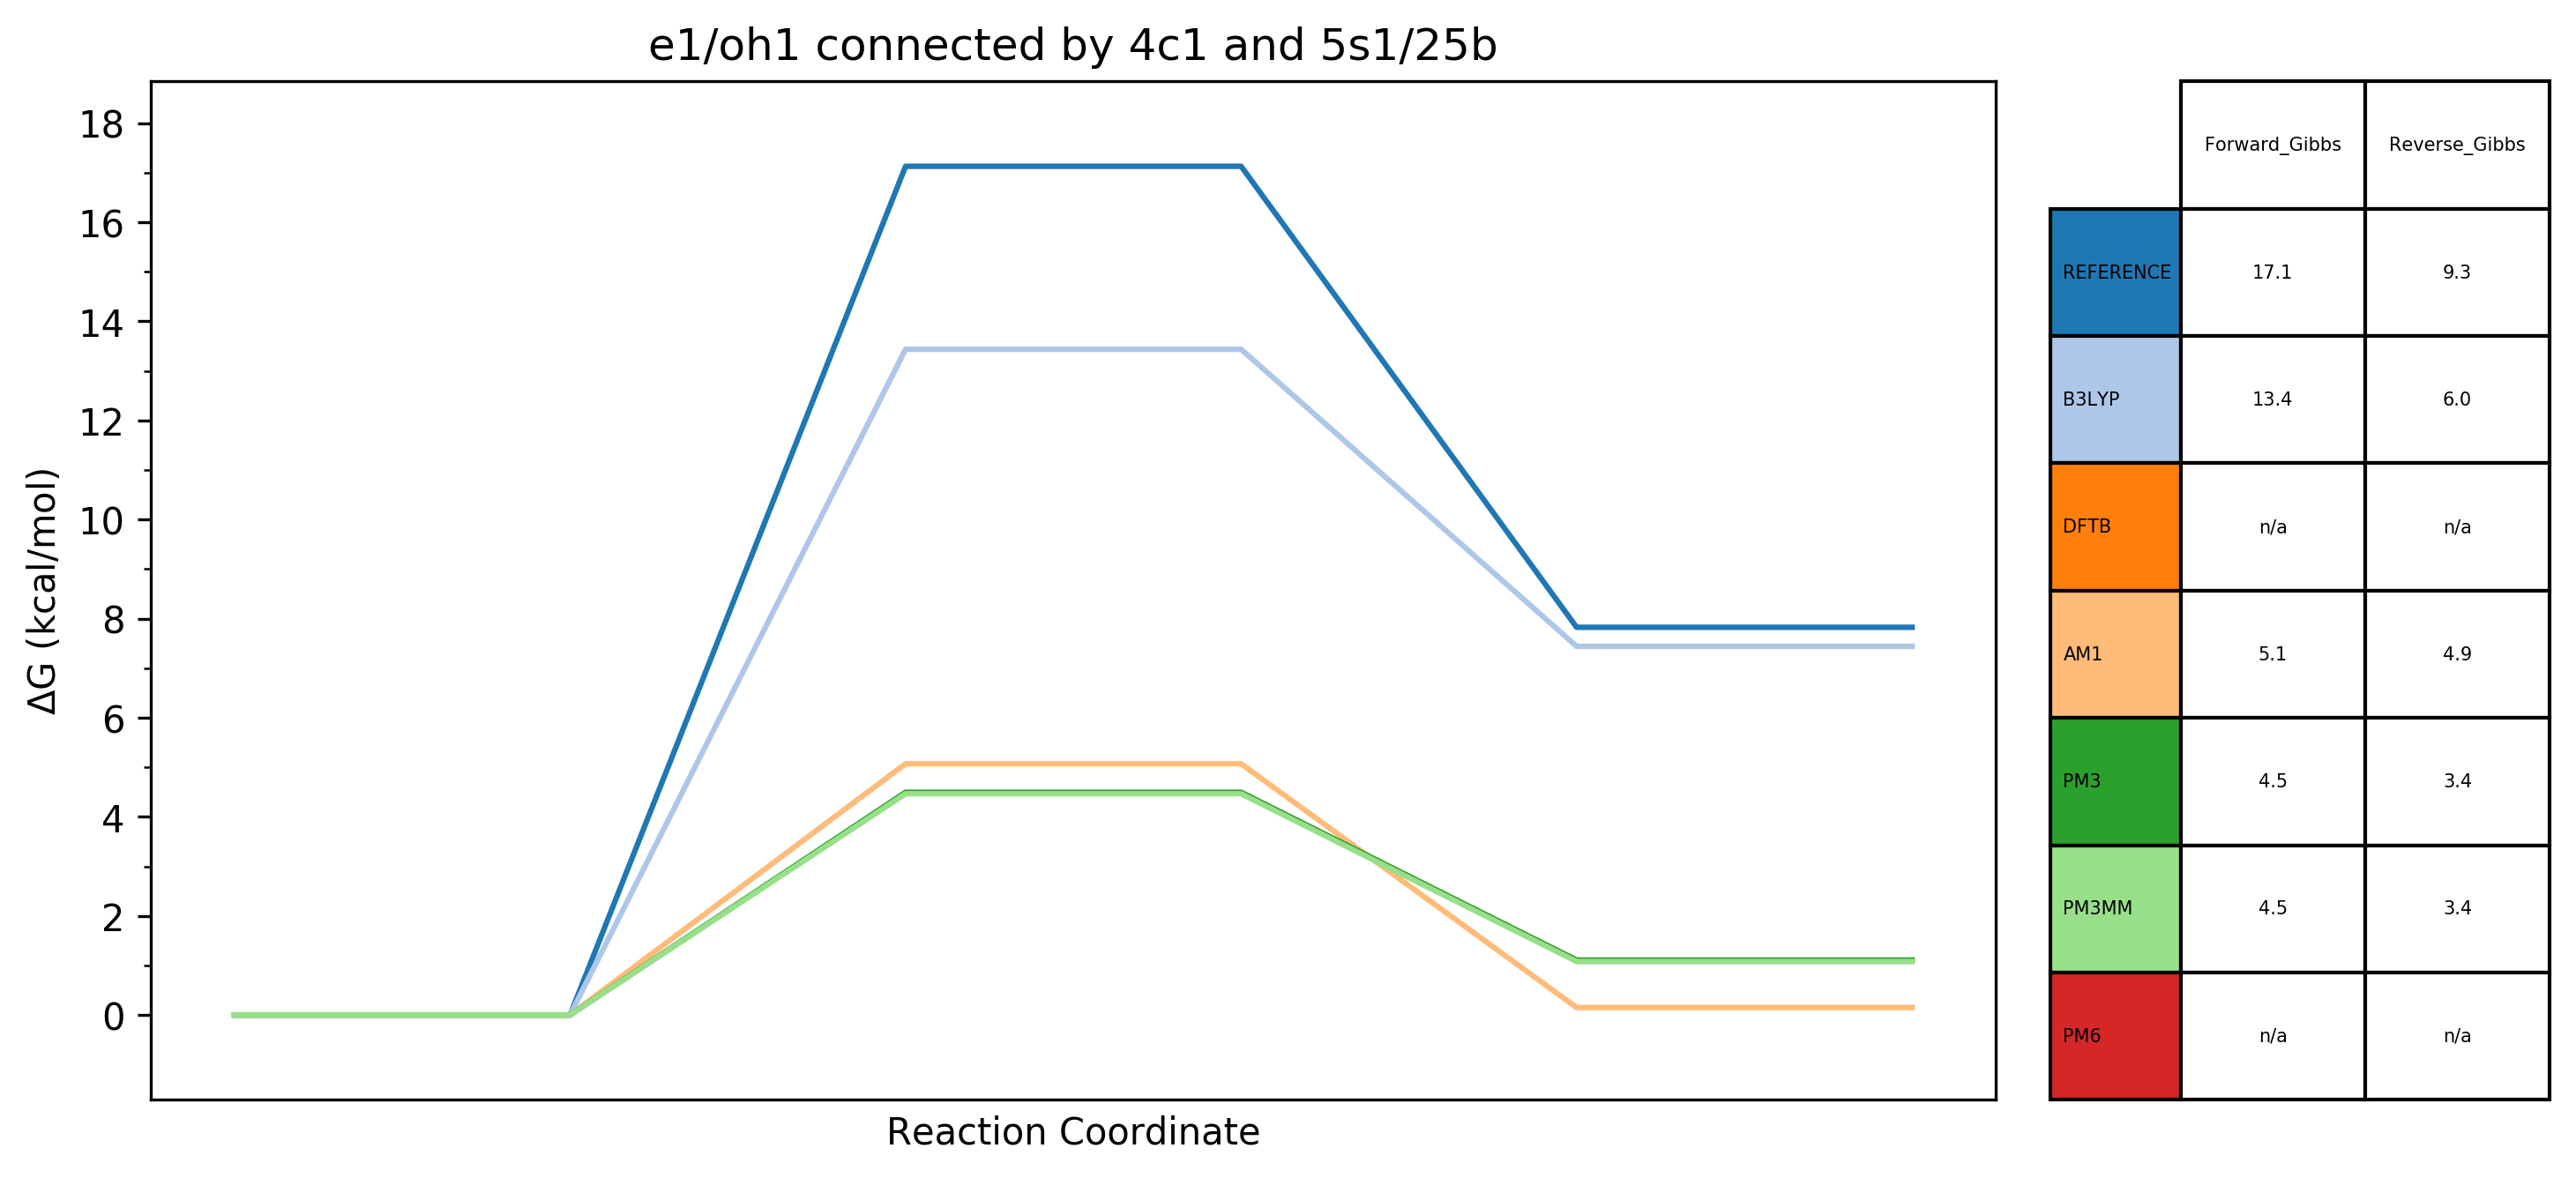 e1/oh1 connected by 4c1 and 5s1/25b
18
16
14
12
10
8
6
4
2
0
ΔG (kcal/mol)
Reaction Coordinate
Forward_Gibbs Reverse_Gibbs
REFERENCE 17.1 9.3
B3LYP 13.4 6.0
DFTB n/a n/a
AM1 5.1 4.9
PM3 4.5 3.4
PM3MM 4.5 3.4
PM6 n/a n/a